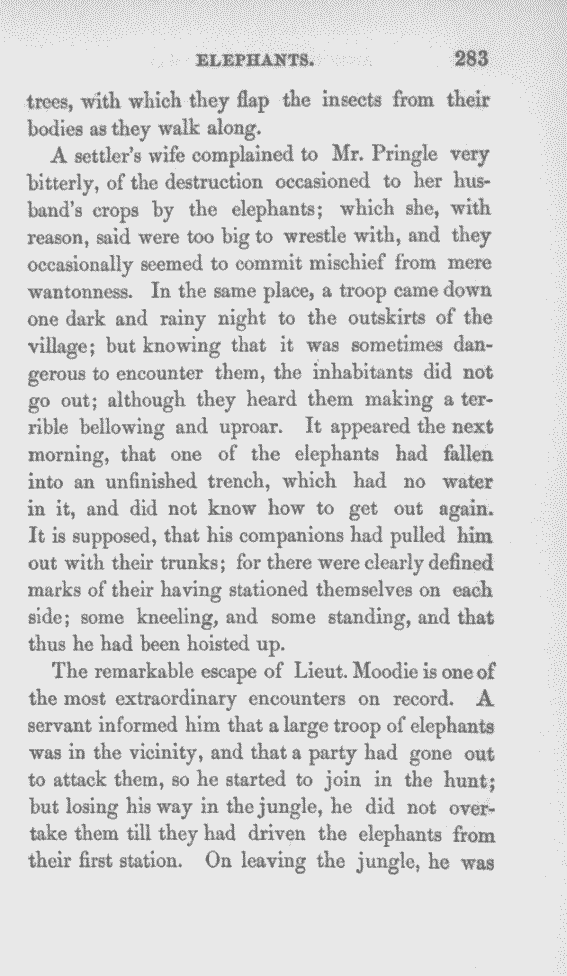 ELEPHANTS. 283
trees, with which they flap the insects from their
bodies as they walk along.
A settler's wife complained to Mr. Pringle very
bitterly, of the destruction occasioned to her hus-
band's crops by the elephants; which she, with
reason, said were too big to wrestle with, and they
occasionally seemed to commit mischief from mere
wantonness. In the same place, a troop came down
one dark and rainy night to the outskirts of the
village; but knowing that it was sometimes dan-
gerous to encounter them, the inhabitants did not
go out; although they heard them making a ter-
rible bellowing and uproar. It appeared the next
morning, that one of the elephants had fallen
into an unfinished trench, which had no water
in it, and did not know how to get out again.
It is supposed, that his companions had pulled him
out with their trunks; for there were clearly defined
marks of their having stationed themselves on each
side; some kneeling, and some standing, and that
thus he had been hoisted up.
The remarkable escape of Lieut. Moodie is one of
the most extraordinary encounters on record. A
servant informed him that a large troop of elephants
was in the vicinity, and that a party had gone out
to attack them, so he started to join in the hunt;
but losing his way in the jungle, he did not over-
take them till they had driven the elephants from
their first station. On leaving the jungle, he was